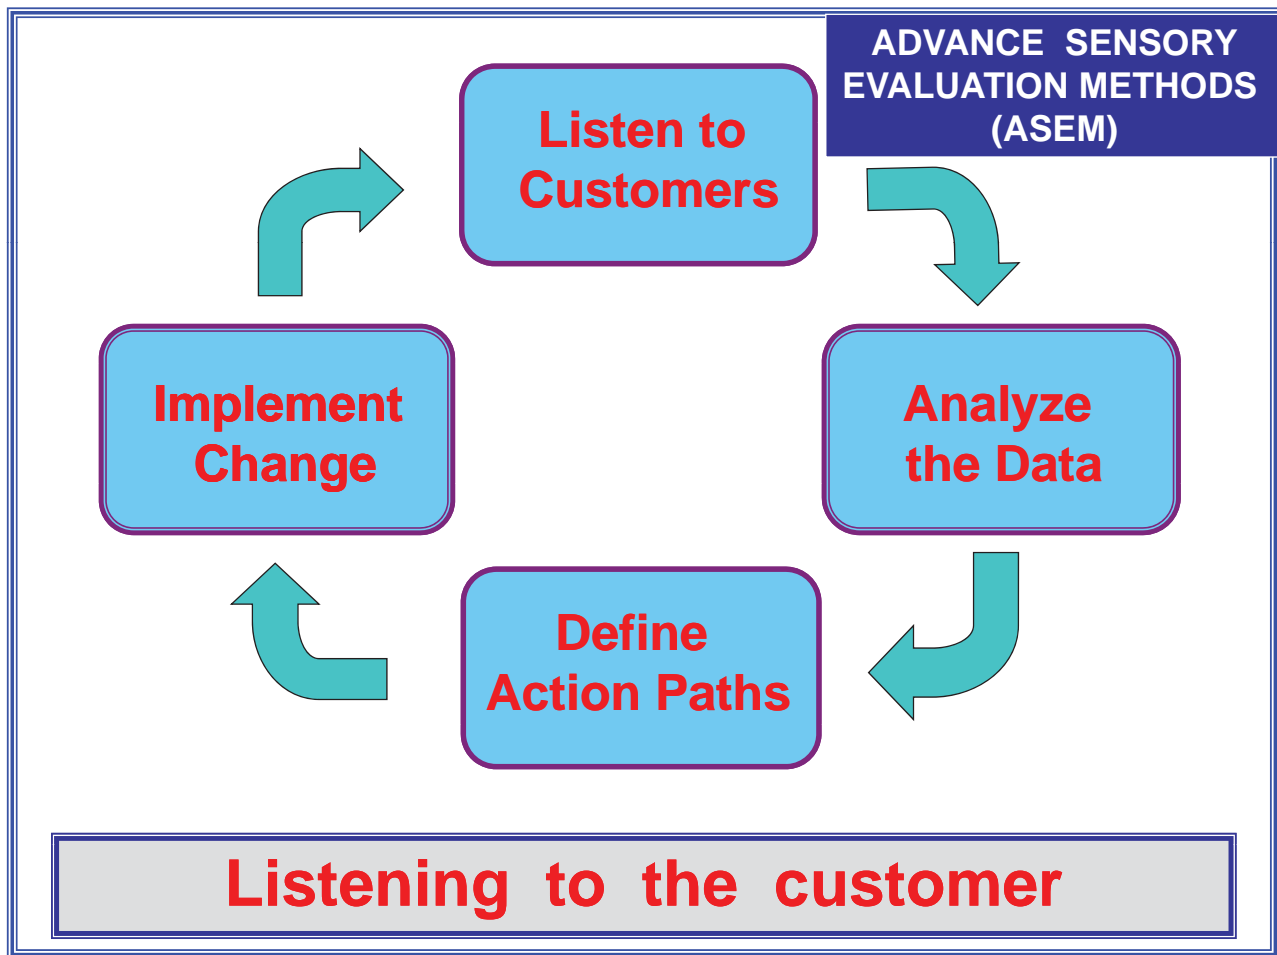 ADVANCE SENSORY
EVALUATION METHODS
(ASEM)
Listen to
Customers
Analyze
the Data
Define
Action Paths
Implement
Change
Listening to the customer